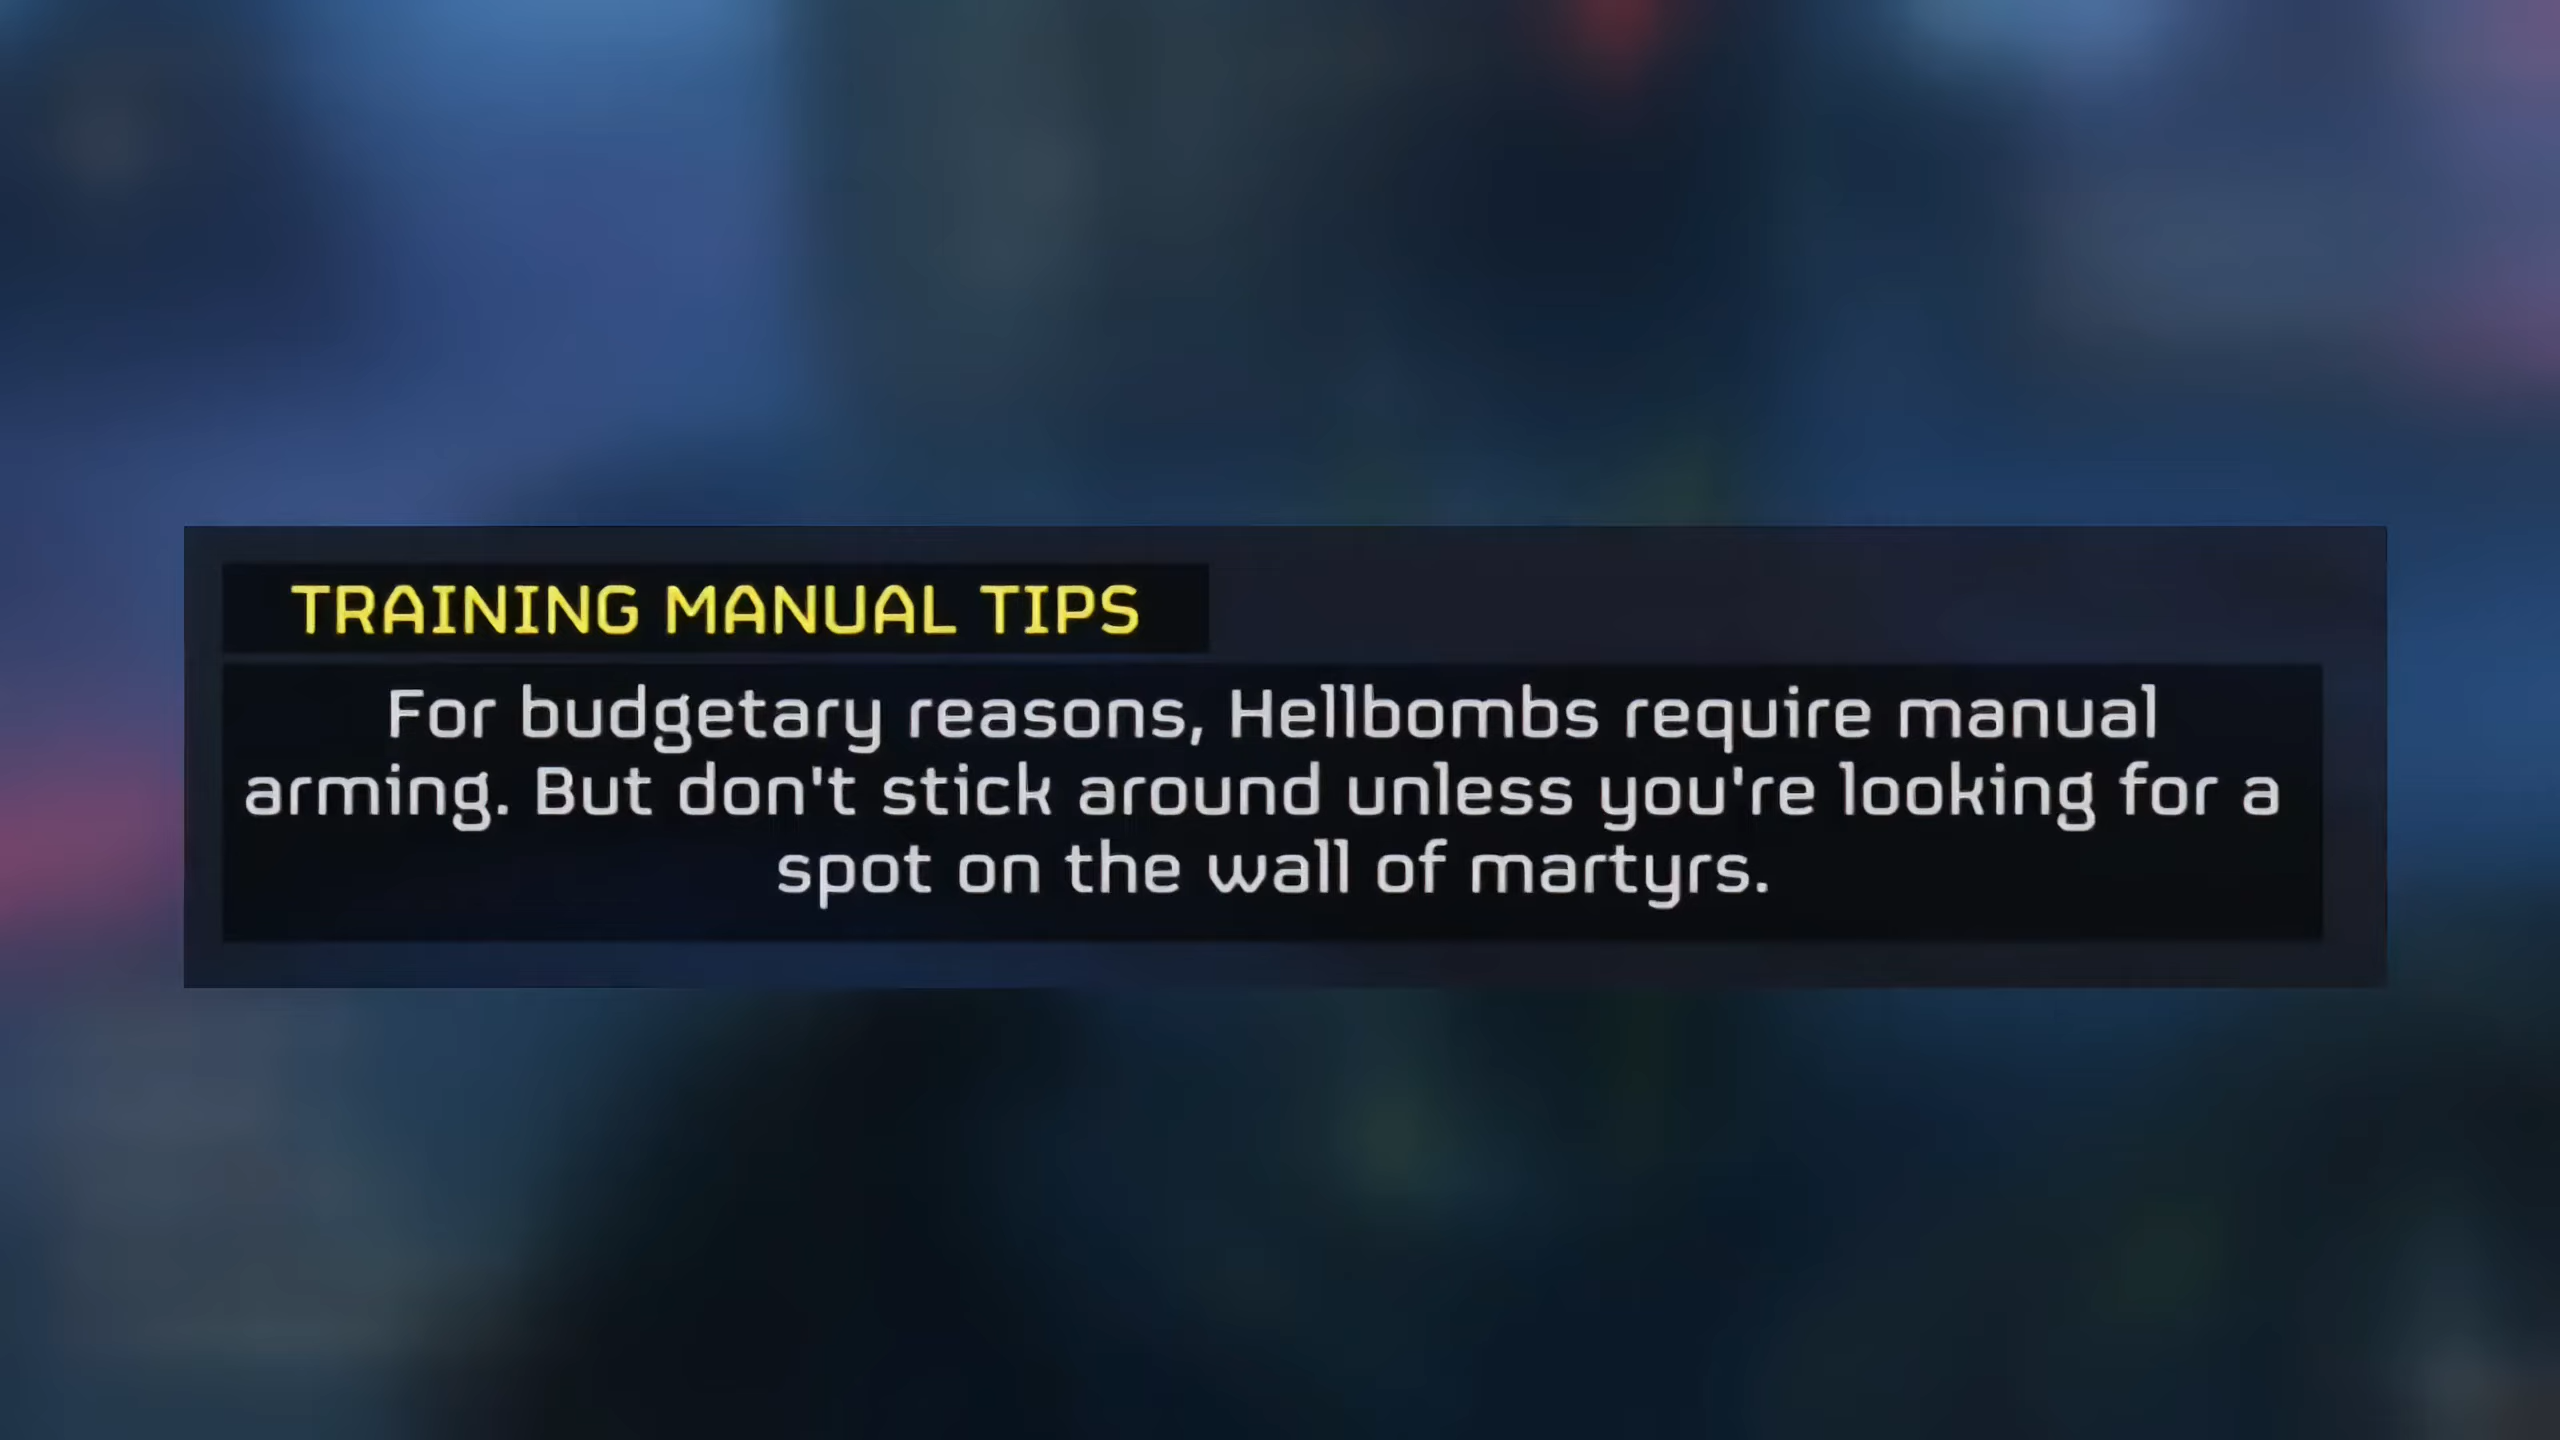 TRAINING MANUAL TIPS
For budgetary reasons, Hellbombs require manual
arming. But don't stick around unless you're looking for a
spot on the wall of martyrs.